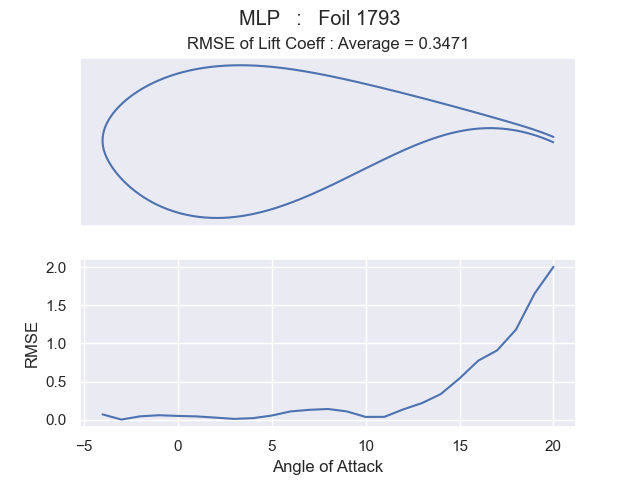 MLP : Foil 1793
RMSE of Lift Coeff : Average = 0.3471
2.0
1.5
1.0
0.5
0.0
RMSE
−5 0 5 10 15 20
Angle of Attack